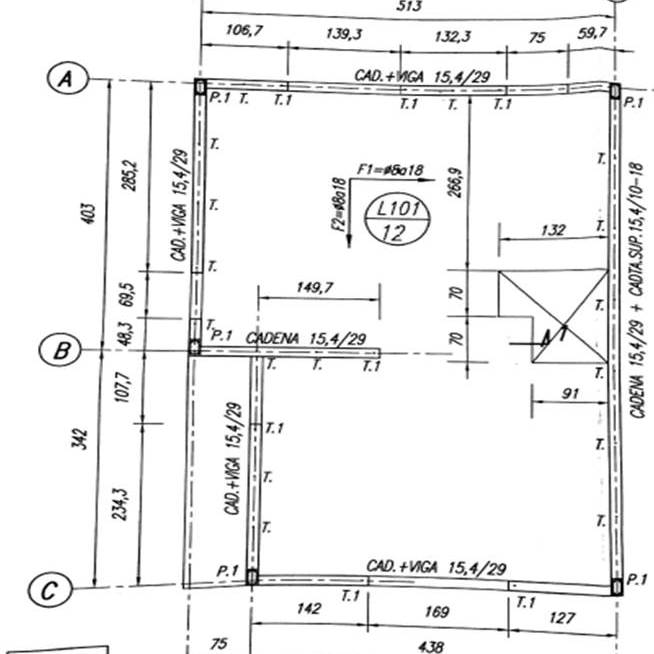 513
106,7 139,3 132,3 75 59,7
A
CAD.+VIGA 15,4/29
P.1 T. T.1 T.1 T. T.1 P.1
CAD.+VIGA 15,4/29
T.
T.
T.
T.
P.1
403
285,2
69,5
48,3
F1=ø8a18
F2=ø8a18
L101
12
266,9
70
70
132
T.
T.
T.
T.
T.
T.
CADENA 15,4/29 + CADTA.SUP.15,4/10-18
149,7
B
CADENA 15,4/29
T. T. T.1
91
342
107,7
234,3
CAD.+VIGA 15,4/29
T.1
T.
T.
C
P.1
CAD.+VIGA 15,4/29
T.1 T.1 P.1
142 169 127
75 438